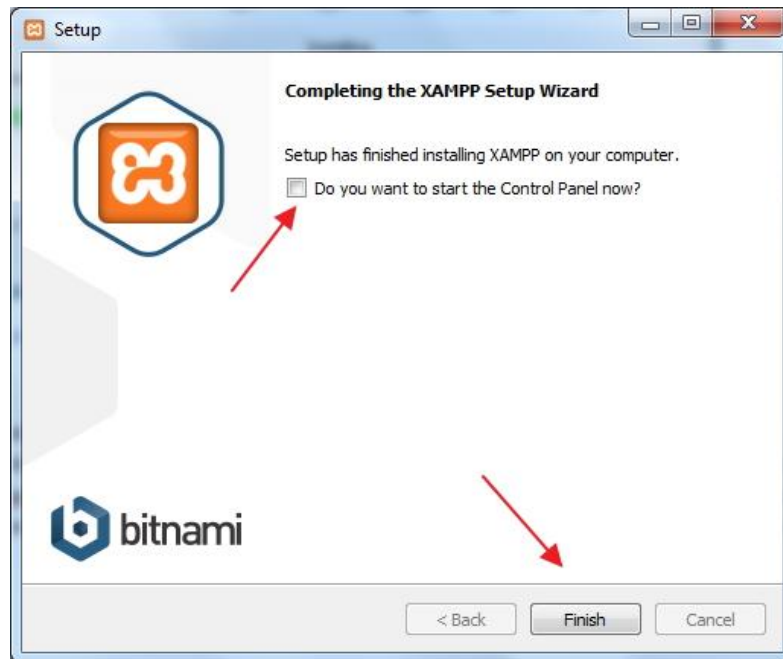 Setup
Completing the XAMPP Setup Wizard
Setup has finished installing XAMPP on your computer.
Do you want to start the Control Panel now?
bitnami
< Back
Finish
Cancel